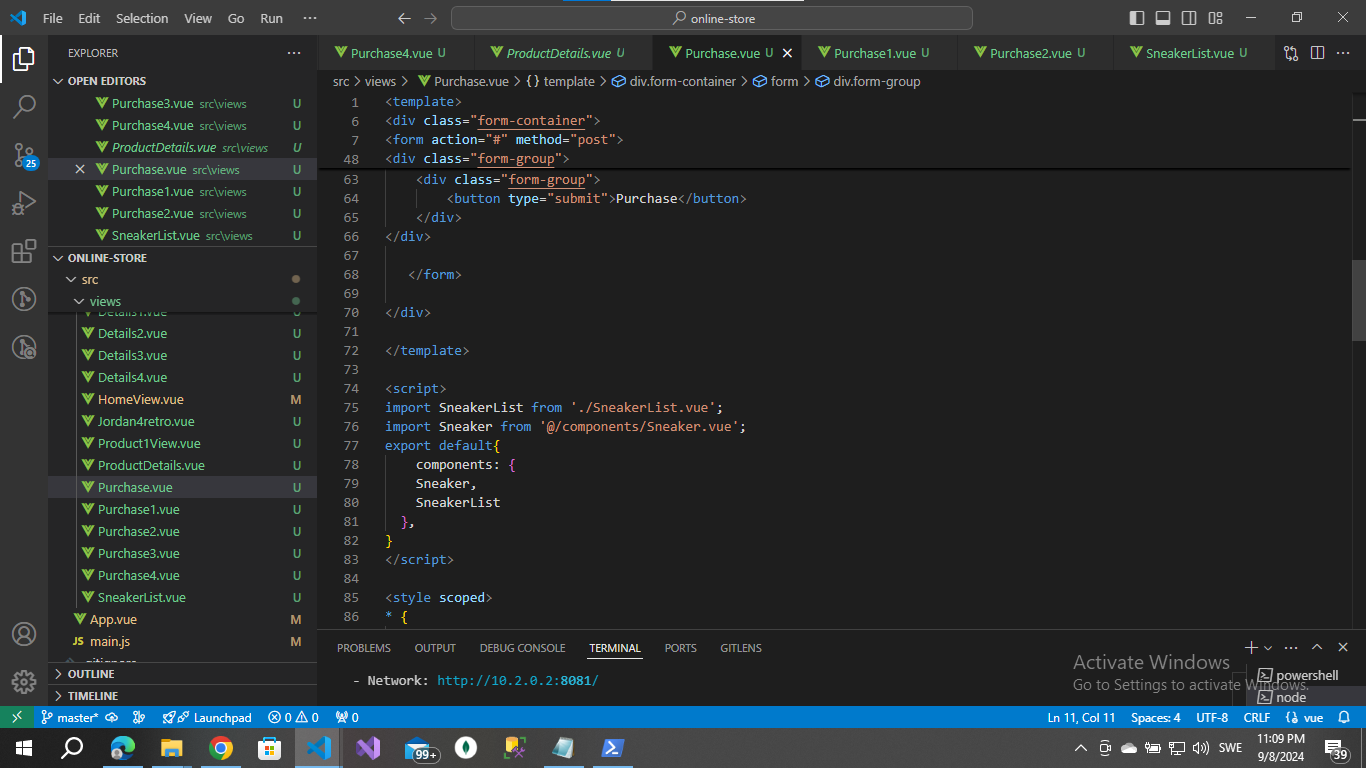 File Edit Selection View Go Run ··· online-store
EXPLORER ···
OPEN EDITORS
Purchase3.vue src\views U
Purchase4.vue src\views U
ProductDetails.vue src\views U
Purchase.vue src\views U
Purchase1.vue src\views U
Purchase2.vue src\views U
SneakerList.vue src\views U
25
ONLINE-STORE
src
views
Details1.vue U
Details2.vue U
Details3.vue U
Details4.vue U
HomeView.vue M
Jordan4retro.vue U
Product1View.vue U
ProductDetails.vue U
Purchase.vue U
Purchase1.vue U
Purchase2.vue U
Purchase3.vue U
Purchase4.vue U
SneakerList.vue U
App.vue M
JS main.js M
.gitignore
OUTLINE
TIMELINE
Purchase4.vue U ProductDetails.vue U Purchase.vue U Purchase1.vue U Purchase2.vue U SneakerList.vue U ···
src > views > Purchase.vue > {} template > div.form-container > form > div.form-group
1 <template>
6 <div class="form-container">
7 <form action="#" method="post">
48 <div class="form-group">
63 <div class="form-group">
64 <button type="submit">Purchase</button>
65 </div>
66 </div>
67
68 </form>
69
70 </div>
71
72 </template>
73
74 <script>
75 import SneakerList from './SneakerList.vue';
76 import Sneaker from '@/components/Sneaker.vue';
77 export default{
78 components: {
79 Sneaker,
80 SneakerList
81 },
82 }
83 </script>
84
85 <style scoped>
86 * {
PROBLEMS OUTPUT DEBUG CONSOLE TERMINAL PORTS GITLENS
- Network: http://10.2.0.2:8081/
powershell
node
Activate Windows
Go to Settings to activate Windows.
master* Launchpad 0 0 0 Ln 11, Col 11 Spaces: 4 UTF-8 CRLF {} vue
99+ SWE 11:09 PM
9/8/2024 39